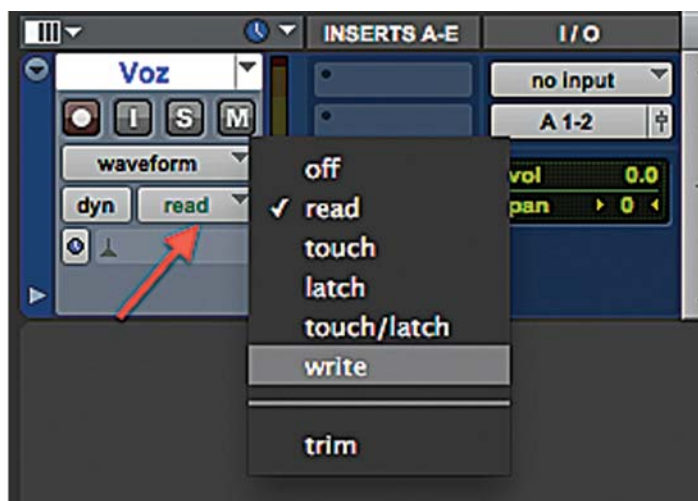 INSERTS A-E I/O
Voz no input
I S M A 1-2
waveform off vol 0.0
dyn read ✓ read pan ▸ 0 ◂
touch
latch
touch/latch
write
trim